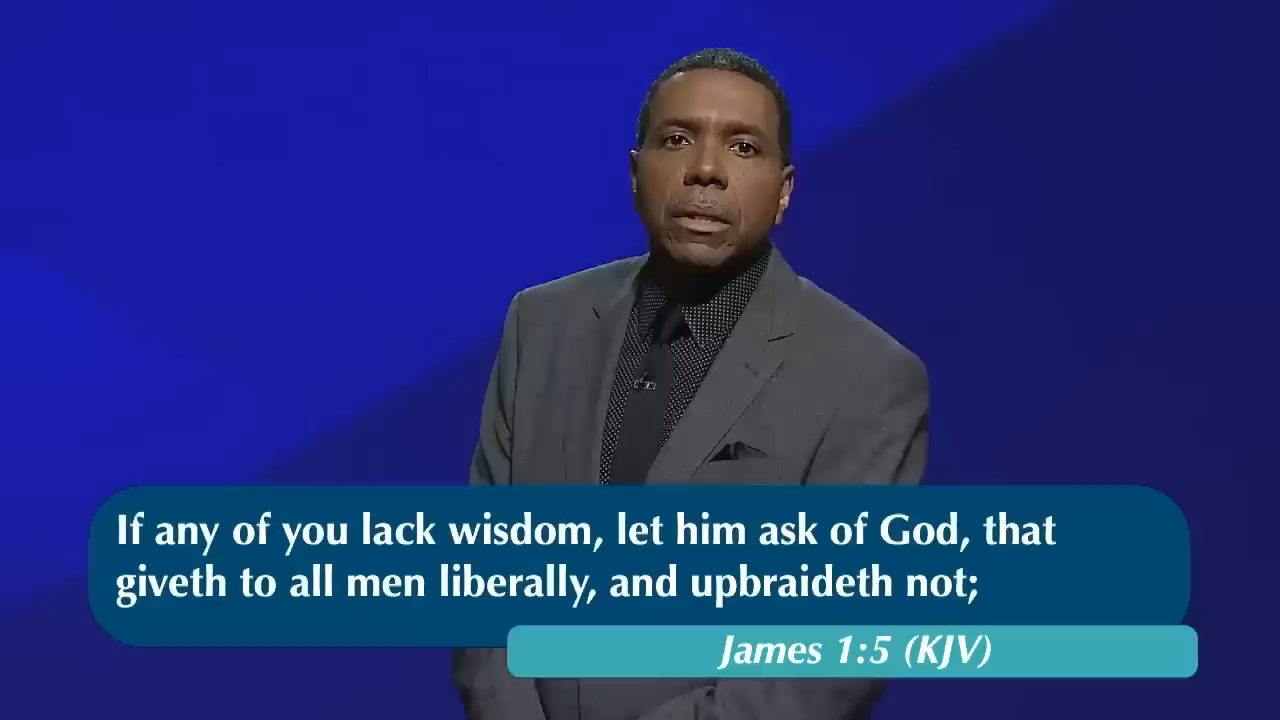 If any of you lack wisdom, let him ask of God, that
giveth to all men liberally, and upbraideth not;
James 1:5 (KJV)